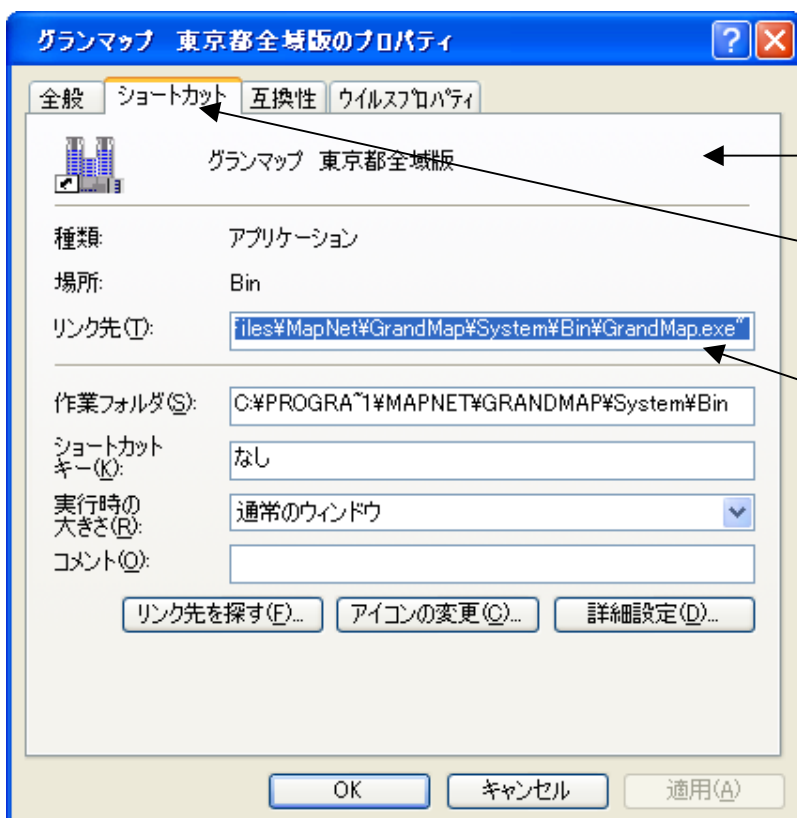 グランマップ 東京都全域版のプロパティ
全般 ショートカット 互換性 ウイルスプロパティ
グランマップ 東京都全域版
種類: アプリケーション
場所: Bin
リンク先(T): files¥MapNet¥GrandMap¥System¥Bin¥GrandMap.exe"
作業フォルダ(S): C:¥PROGRA~1¥MAPNET¥GRANDMAP¥System¥Bin
ショートカット
キー(K): なし
実行時の
大きさ(R): 通常のウィンドウ
コメント(O):
リンク先を探す(F)... アイコンの変更(C)... 詳細設定(D)...
OK キャンセル 適用(A)